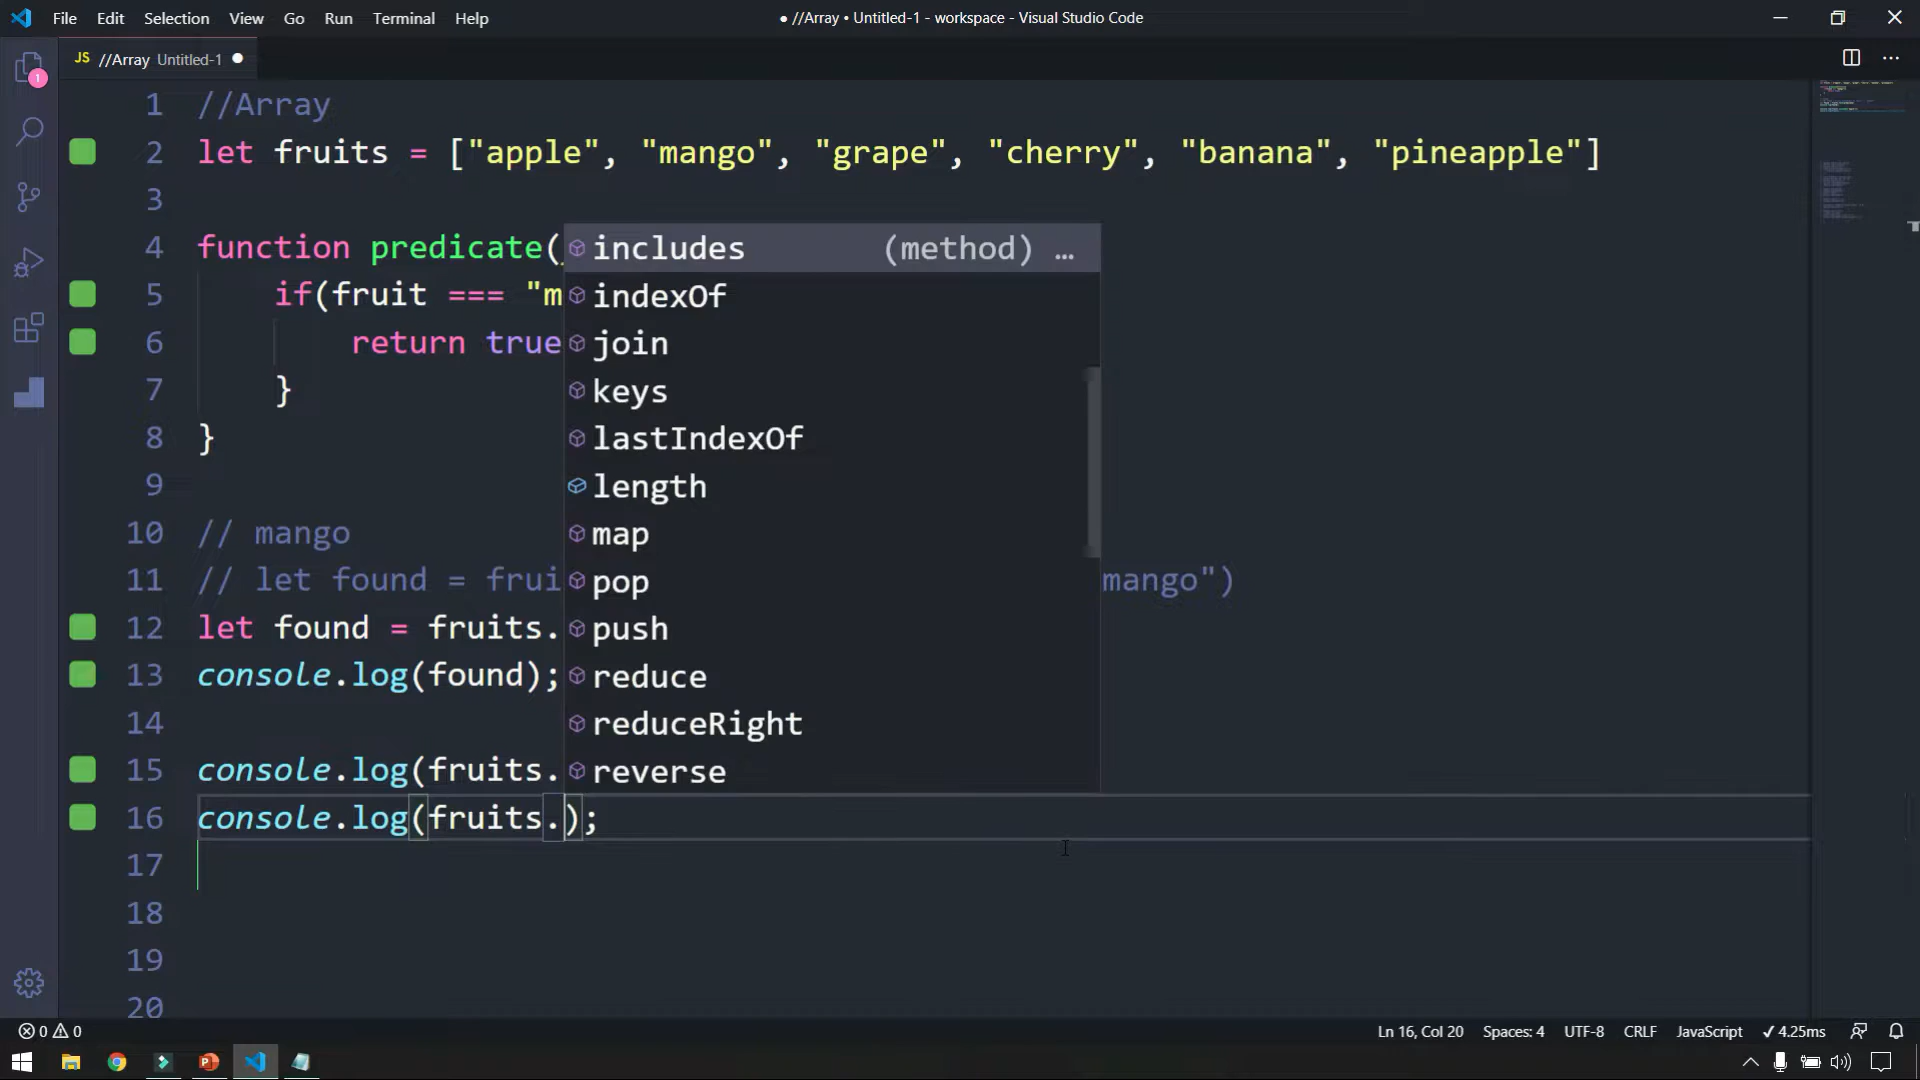 File Edit Selection View Go Run Terminal Help
● //Array • Untitled-1 - workspace - Visual Studio Code
JS //Array Untitled-1
1
1 //Array
2 let fruits = ["apple", "mango", "grape", "cherry", "banana", "pineapple"]
3
4 function predicate(
5 if(fruit === "m
6 return true
7 }
8 }
9
10 // mango
11 // let found = frui mango")
12 let found = fruits.
13 console.log(found);
14
15 console.log(fruits.
16 console.log(fruits.);
17
18
19
20
includes (method) ...
indexOf
join
keys
lastIndexOf
length
map
pop
push
reduce
reduceRight
reverse
0 0 Ln 16, Col 20 Spaces: 4 UTF-8 CRLF JavaScript ✓ 4.25ms